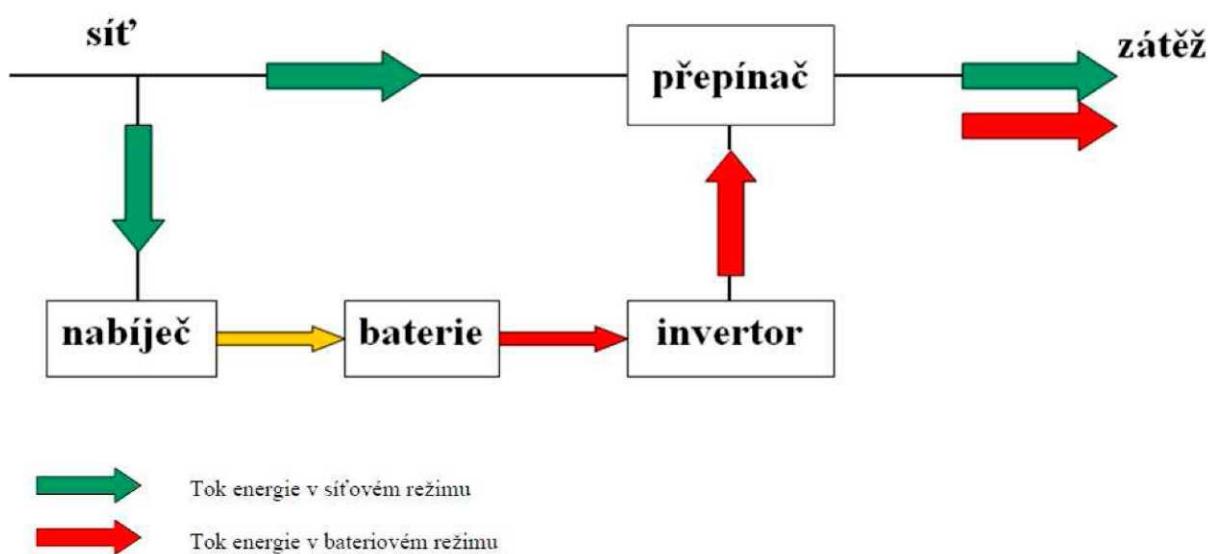 síť
zátěž
přepínač
nabíječ
baterie
invertor
Tok energie v síťovém režimu
Tok energie v bateriovém režimu